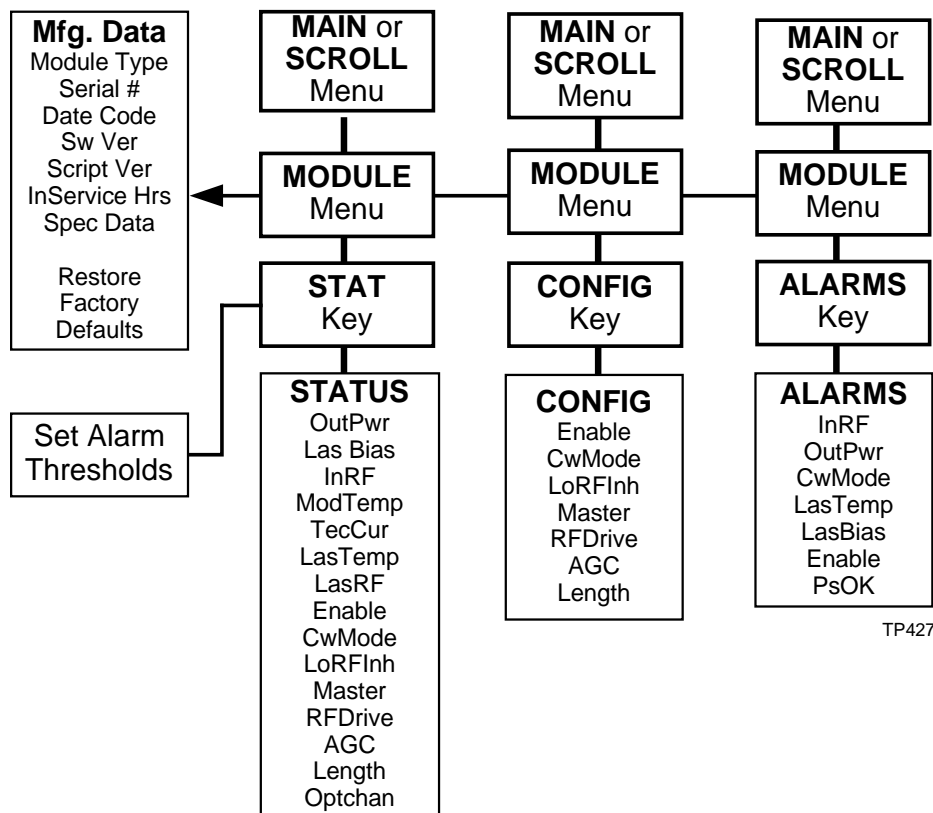 Mfg. Data
Module Type
Serial #
Date Code
Sw Ver
Script Ver
InService Hrs
Spec Data
Restore
Factory
Defaults
Set Alarm
Thresholds
MAIN or
SCROLL
Menu
MODULE
Menu
STAT
Key
STATUS
OutPwr
Las Bias
InRF
ModTemp
TecCur
LasTemp
LasRF
Enable
CwMode
LoRFInh
Master
RFDrive
AGC
Length
Optchan
MAIN or
SCROLL
Menu
MODULE
Menu
CONFIG
Key
CONFIG
Enable
CwMode
LoRFInh
Master
RFDrive
AGC
Length
MAIN or
SCROLL
Menu
MODULE
Menu
ALARMS
Key
ALARMS
InRF
OutPwr
CwMode
LasTemp
LasBias
Enable
PsOK
TP427